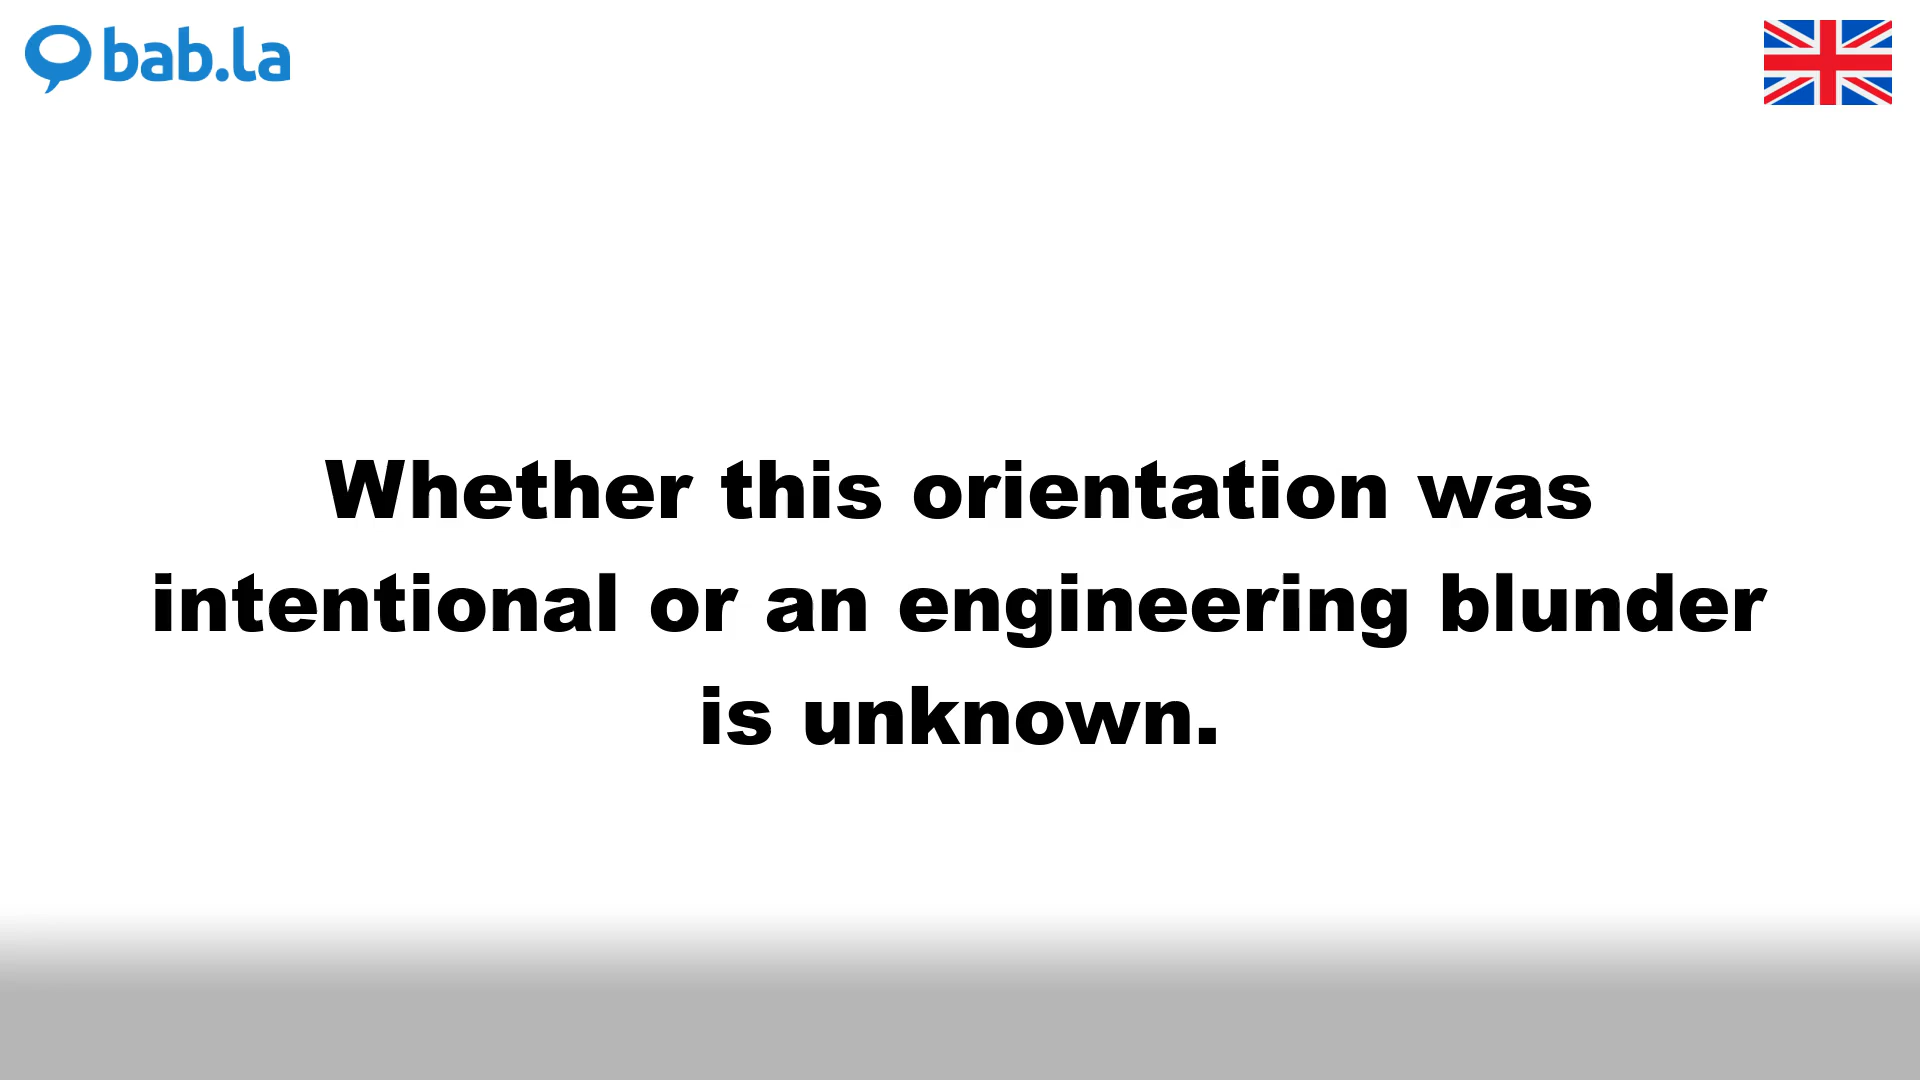 bab.la
Whether this orientation was
intentional or an engineering blunder
is unknown.